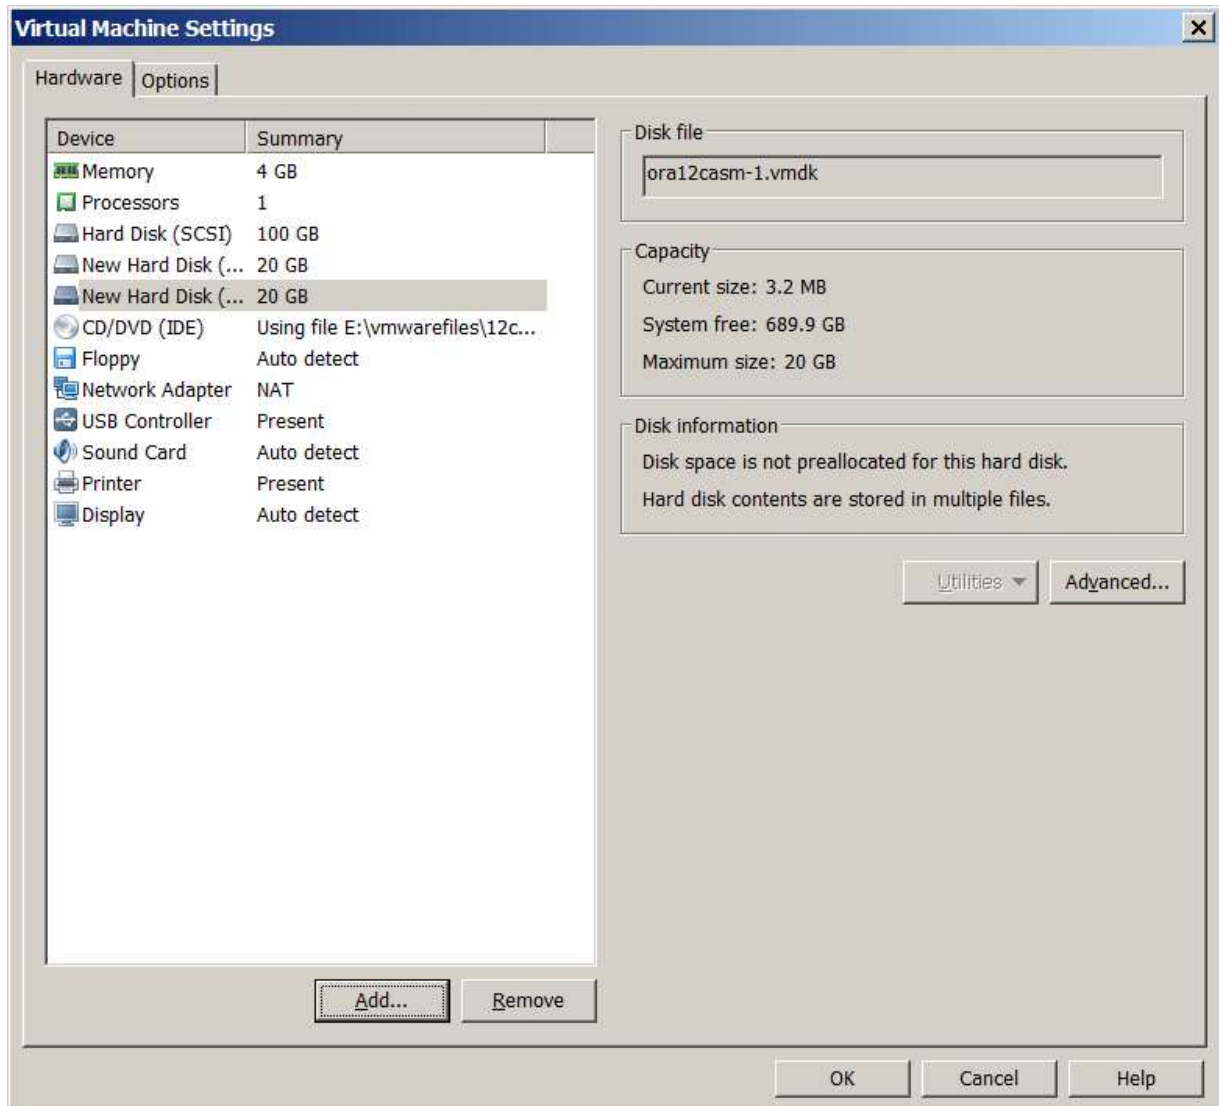 Virtual Machine Settings
Hardware Options
Device Summary
Memory 4 GB
Processors 1
Hard Disk (SCSI) 100 GB
New Hard Disk (... 20 GB
New Hard Disk (... 20 GB
CD/DVD (IDE) Using file E:\vmwarefiles\12c...
Floppy Auto detect
Network Adapter NAT
USB Controller Present
Sound Card Auto detect
Printer Present
Display Auto detect
Add... Remove
Disk file
ora12casm-1.vmdk
Capacity
Current size: 3.2 MB
System free: 689.9 GB
Maximum size: 20 GB
Disk information
Disk space is not preallocated for this hard disk.
Hard disk contents are stored in multiple files.
Utilities Advanced...
OK Cancel Help